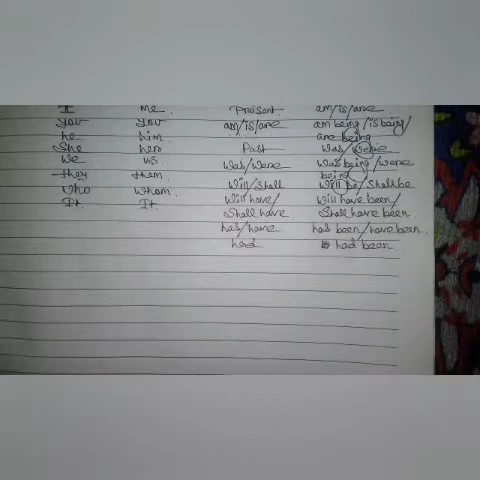 I me Present am/is/are
you you am/is/are am being/is being/
he him are being
She her Past was/were
We us was/were was being/were
they them being
who wham will/shall will be/shall be
It It will have/ will have been/
Shall have Shall have been
has/have has been/have been
had had been